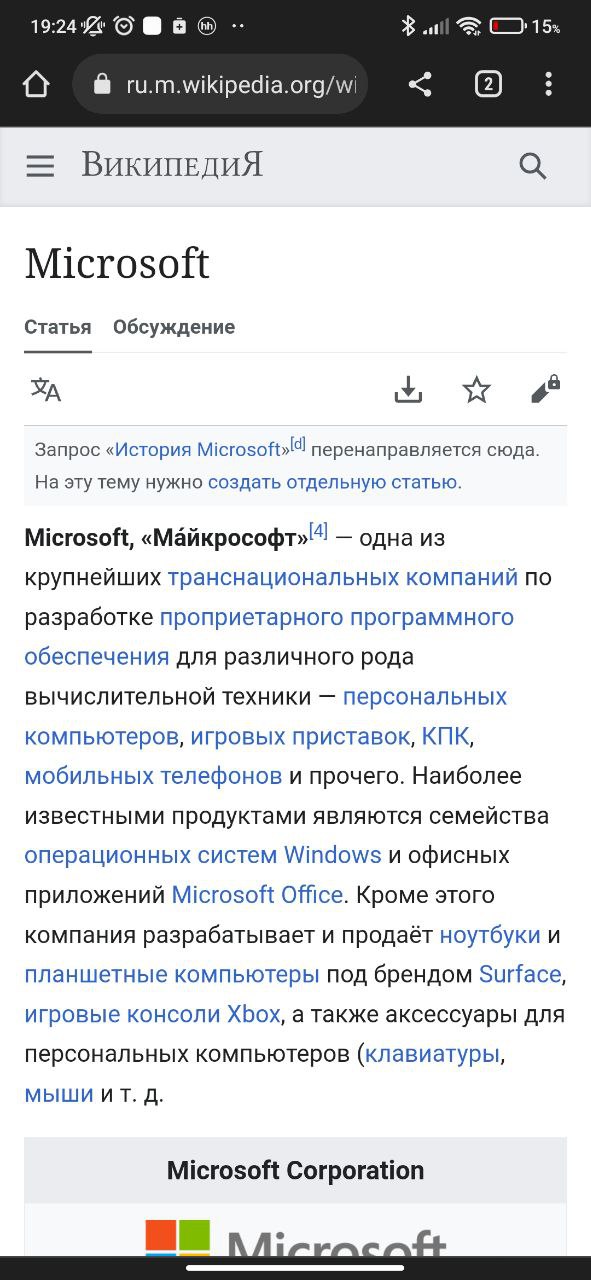 19:24 hh 15%
ru.m.wikipedia.org/wi 2
ВИКИПЕДИЯ
Microsoft
Статья Обсуждение
Запрос «История Microsoft»[d] перенаправляется сюда.
На эту тему нужно создать отдельную статью.
Microsoft, «Ма́йкрософт»[4] — одна из
крупнейших транснациональных компаний по
разработке проприетарного программного
обеспечения для различного рода
вычислительной техники — персональных
компьютеров, игровых приставок, КПК,
мобильных телефонов и прочего. Наиболее
известными продуктами являются семейства
операционных систем Windows и офисных
приложений Microsoft Office. Кроме этого
компания разрабатывает и продаёт ноутбуки и
планшетные компьютеры под брендом Surface,
игровые консоли Xbox, а также аксессуары для
персональных компьютеров (клавиатуры,
мыши и т. д.
Microsoft Corporation
Microsoft